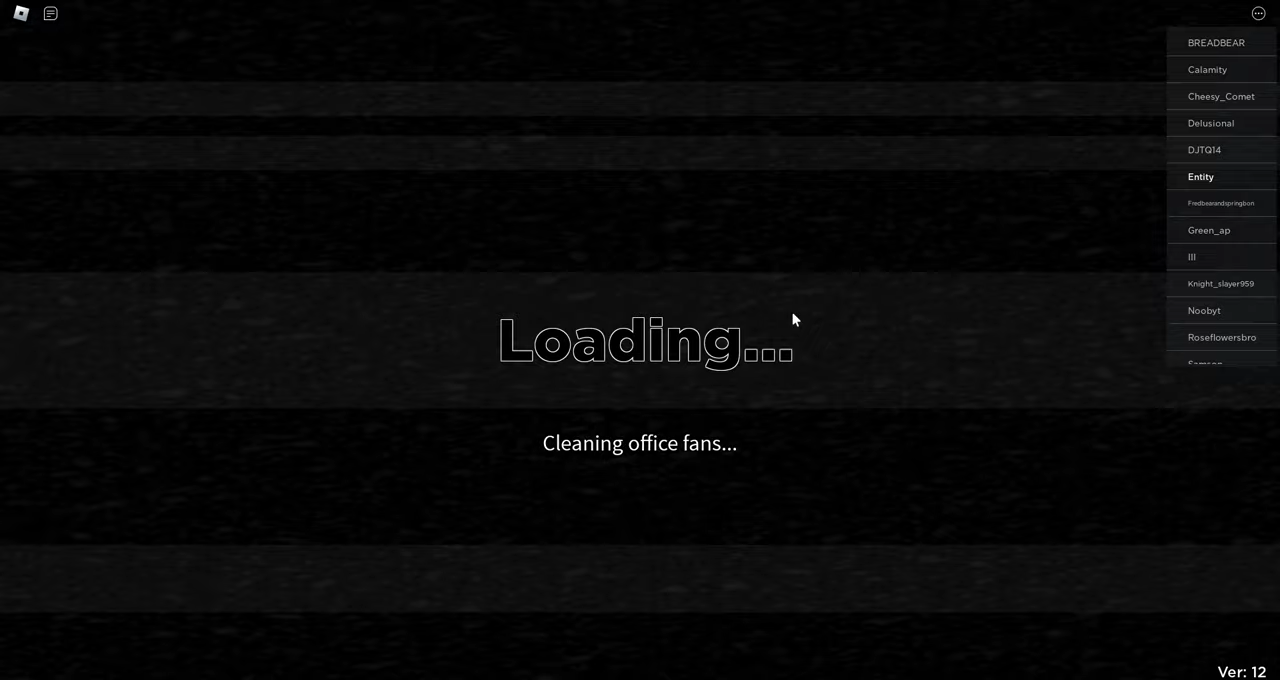 BREADBEAR
Calamity
Cheesy_Comet
Delusional
DJTQ14
Entity
Fredbearandspringbon
Green_ap
III
Knight_slayer959
Noobyt
Roseflowersbro
Loading...
Cleaning office fans...
Ver: 12